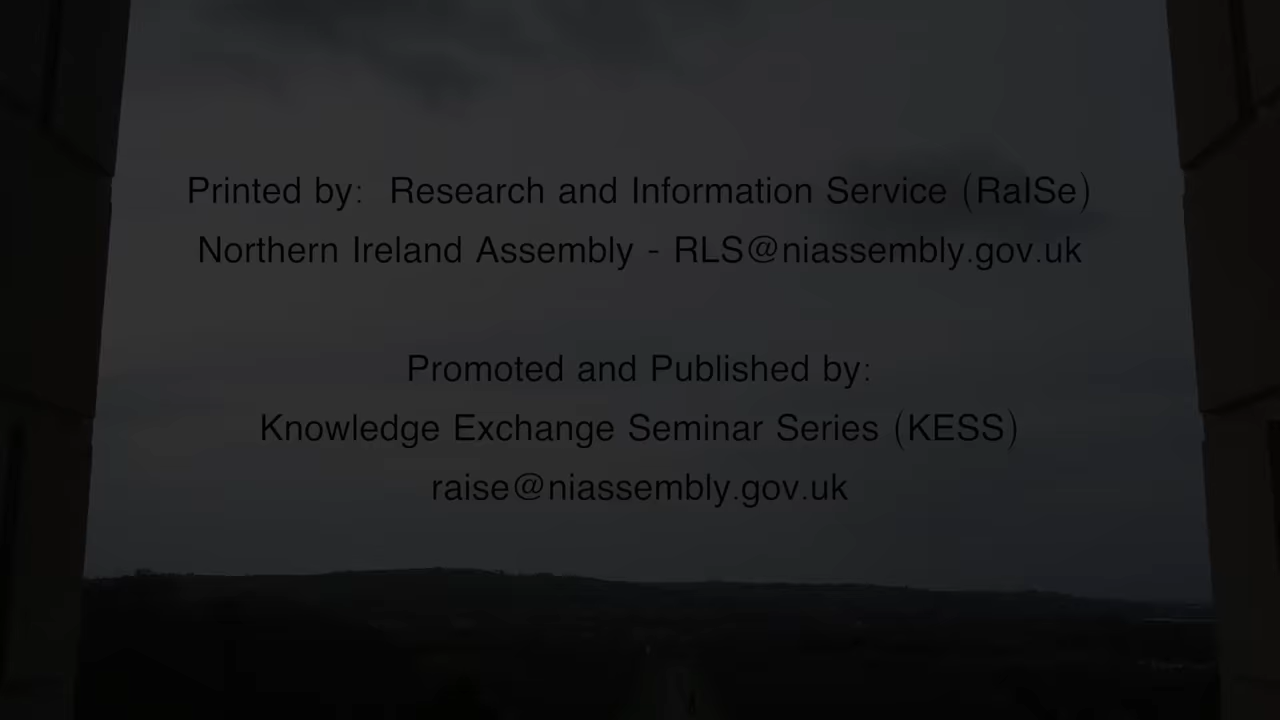 Printed by: Research and Information Service (RaISe)
Northern Ireland Assembly - RLS@niassembly.gov.uk
Promoted and Published by:
Knowledge Exchange Seminar Series (KESS)
raise@niassembly.gov.uk